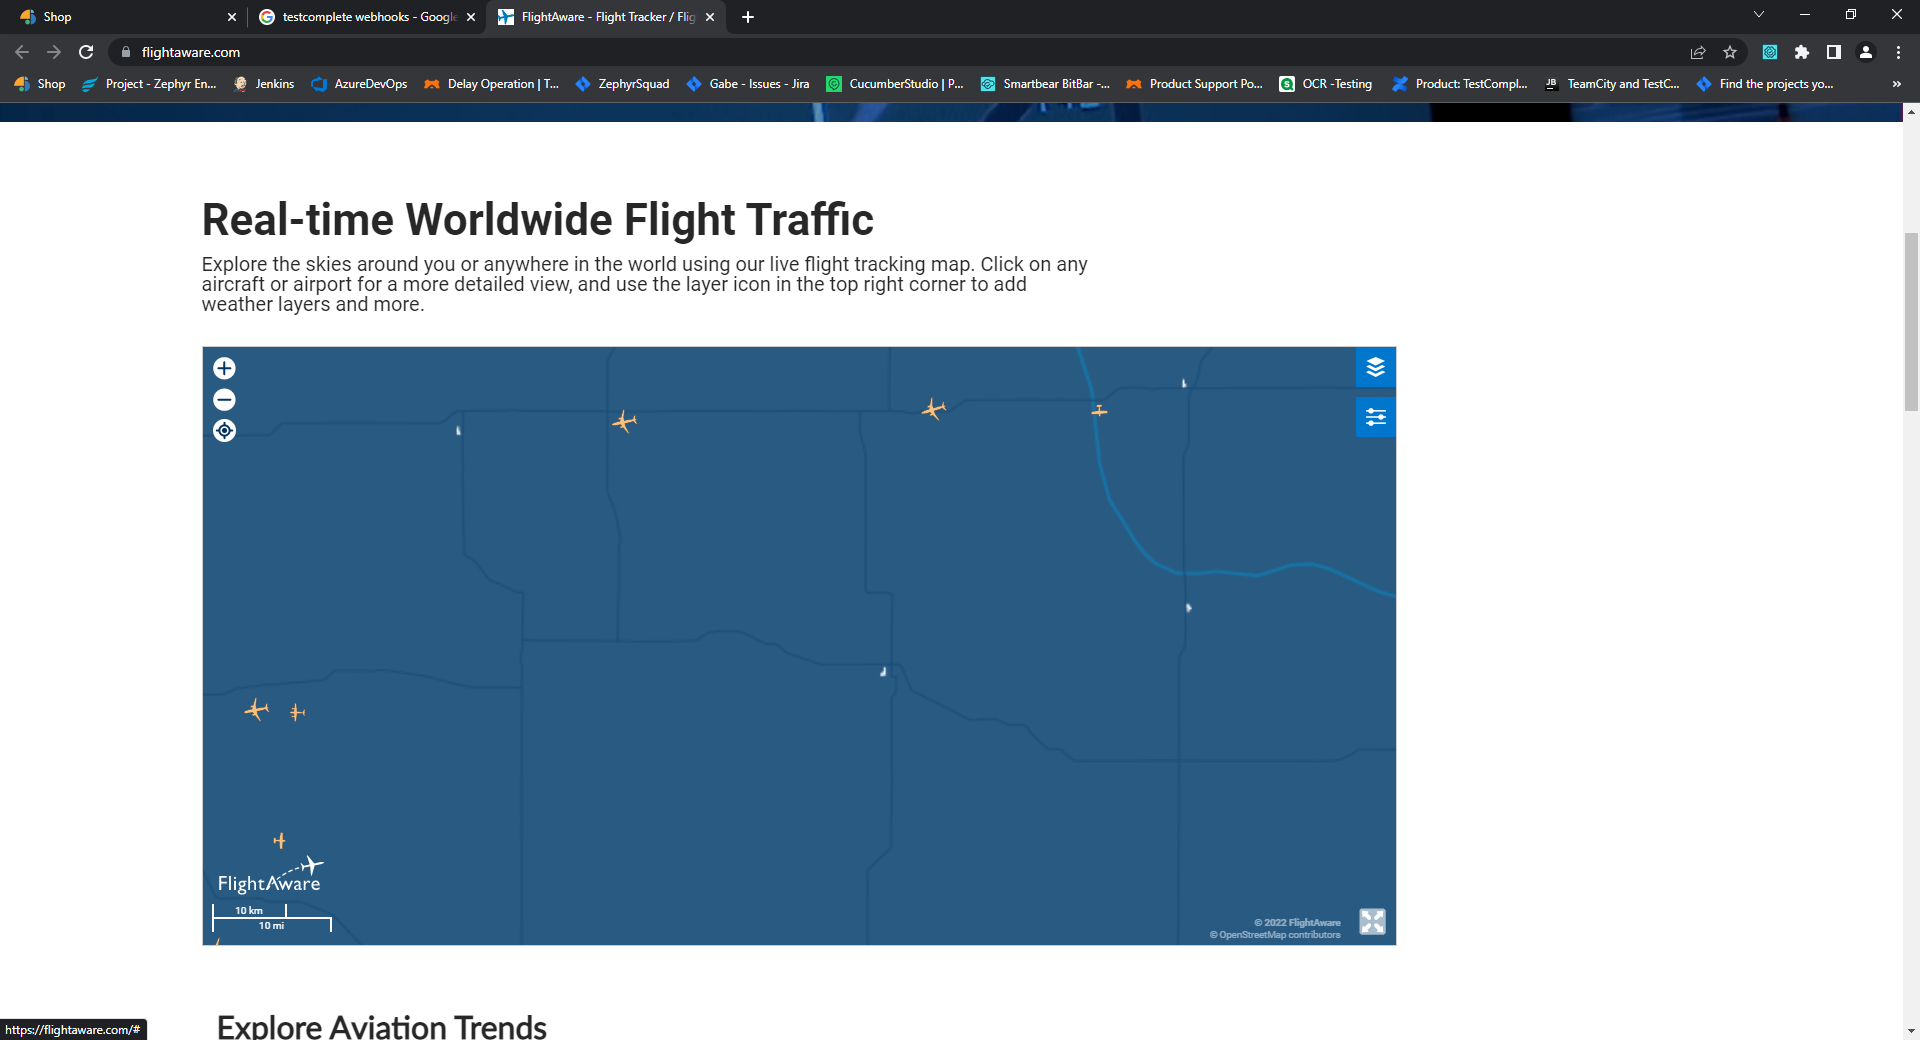 Shop
testcomplete webhooks - Google
FlightAware - Flight Tracker / Flig
flightaware.com
Shop
Project - Zephyr En...
Jenkins
AzureDevOps
Delay Operation | T...
ZephyrSquad
Gabe - Issues - Jira
CucumberStudio | P...
Smartbear BitBar -...
Product Support Po...
OCR -Testing
Product: TestCompl...
TeamCity and TestC...
Find the projects yo...
Real-time Worldwide Flight Traffic
Explore the skies around you or anywhere in the world using our live flight tracking map. Click on any
aircraft or airport for a more detailed view, and use the layer icon in the top right corner to add
weather layers and more.
FlightAware
10 km
10 mi
© 2022 FlightAware
© OpenStreetMap contributors
Explore Aviation Trends
https://flightaware.com/#